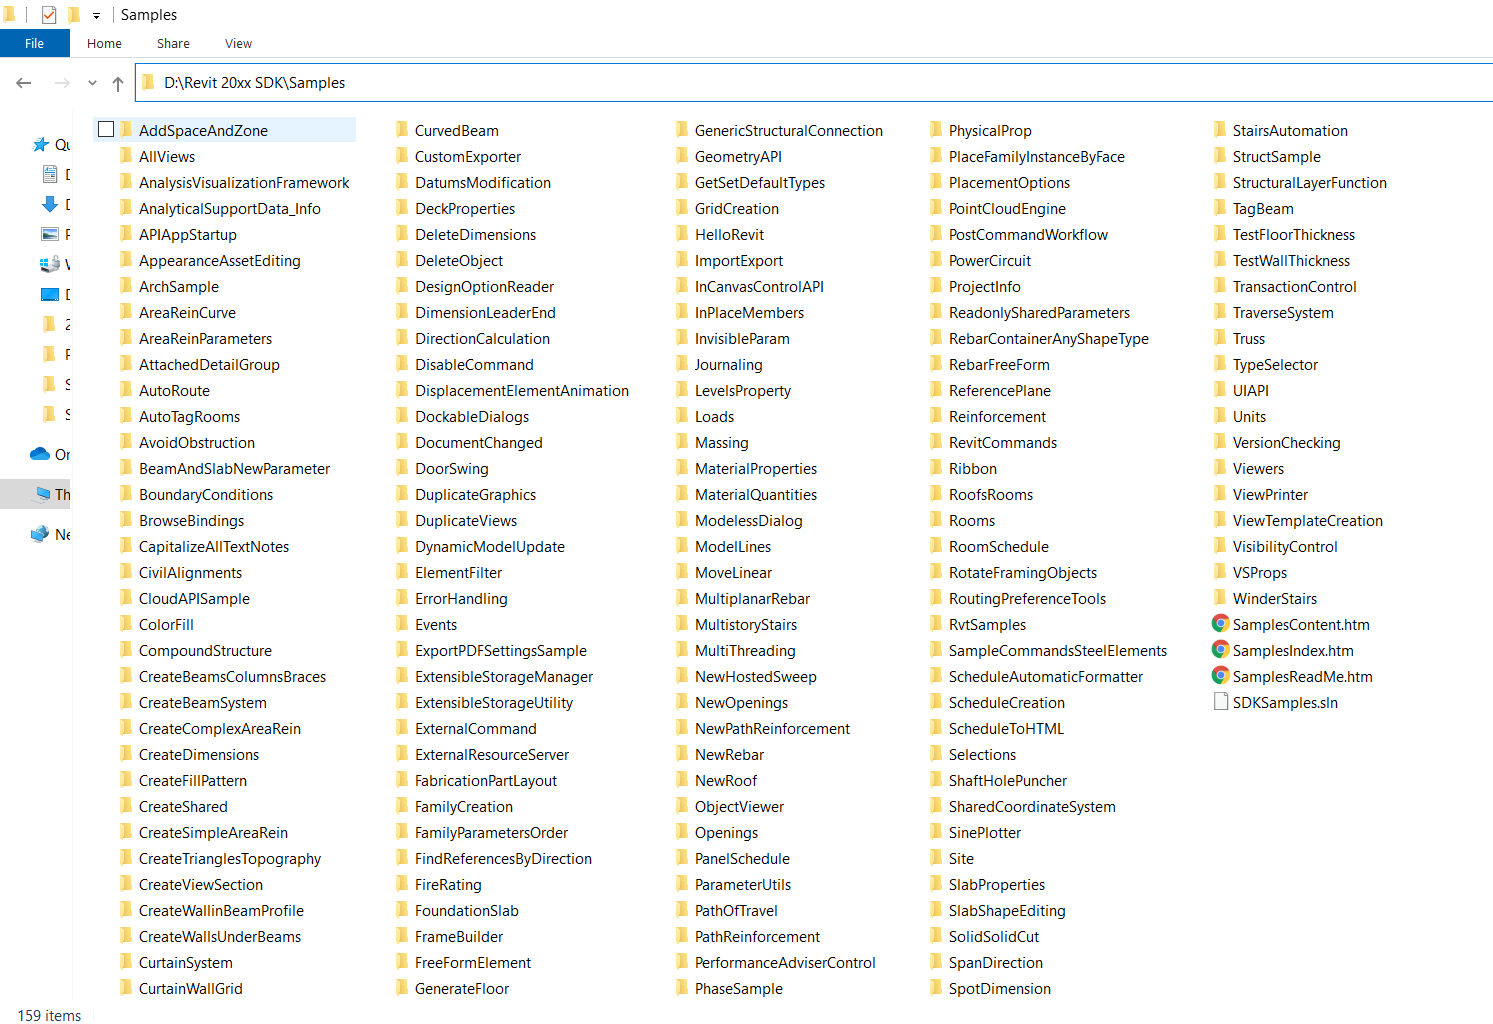 Samples
File Home Share View
D:\Revit 20xx SDK\Samples
AddSpaceAndZone
AllViews
AnalysisVisualizationFramework
AnalyticalSupportData_Info
APIAppStartup
AppearanceAssetEditing
ArchSample
AreaReinCurve
AreaReinParameters
AttachedDetailGroup
AutoRoute
AutoTagRooms
AvoidObstruction
BeamAndSlabNewParameter
BoundaryConditions
BrowseBindings
CapitalizeAllTextNotes
CivilAlignments
CloudAPISample
ColorFill
CompoundStructure
CreateBeamsColumnsBraces
CreateBeamSystem
CreateComplexAreaRein
CreateDimensions
CreateFillPattern
CreateShared
CreateSimpleAreaRein
CreateTrianglesTopography
CreateViewSection
CreateWallinBeamProfile
CreateWallsUnderBeams
CurtainSystem
CurtainWallGrid
CurvedBeam
CustomExporter
DatumsModification
DeckProperties
DeleteDimensions
DeleteObject
DesignOptionReader
DimensionLeaderEnd
DirectionCalculation
DisableCommand
DisplacementElementAnimation
DockableDialogs
DocumentChanged
DoorSwing
DuplicateGraphics
DuplicateViews
DynamicModelUpdate
ElementFilter
ErrorHandling
Events
ExportPDFSettingsSample
ExtensibleStorageManager
ExtensibleStorageUtility
ExternalCommand
ExternalResourceServer
FabricationPartLayout
FamilyCreation
FamilyParametersOrder
FindReferencesByDirection
FireRating
FoundationSlab
FrameBuilder
FreeFormElement
GenerateFloor
GenericStructuralConnection
GeometryAPI
GetSetDefaultTypes
GridCreation
HelloRevit
ImportExport
InCanvasControlAPI
InPlaceMembers
InvisibleParam
Journaling
LevelsProperty
Loads
Massing
MaterialProperties
MaterialQuantities
ModelessDialog
ModelLines
MoveLinear
MultiplanarRebar
MultistoryStairs
MultiThreading
NewHostedSweep
NewOpenings
NewPathReinforcement
NewRebar
NewRoof
ObjectViewer
Openings
PanelSchedule
ParameterUtils
PathOfTravel
PathReinforcement
PerformanceAdviserControl
PhaseSample
PhysicalProp
PlaceFamilyInstanceByFace
PlacementOptions
PointCloudEngine
PostCommandWorkflow
PowerCircuit
ProjectInfo
ReadonlySharedParameters
RebarContainerAnyShapeType
RebarFreeForm
ReferencePlane
Reinforcement
RevitCommands
Ribbon
RoofsRooms
Rooms
RoomSchedule
RotateFramingObjects
RoutingPreferenceTools
RvtSamples
SampleCommandsSteelElements
ScheduleAutomaticFormatter
ScheduleCreation
ScheduleToHTML
Selections
ShaftHolePuncher
SharedCoordinateSystem
SinePlotter
Site
SlabProperties
SlabShapeEditing
SolidSolidCut
SpanDirection
SpotDimension
StairsAutomation
StructSample
StructuralLayerFunction
TagBeam
TestFloorThickness
TestWallThickness
TransactionControl
TraverseSystem
Truss
TypeSelector
UIAPI
Units
VersionChecking
Viewers
ViewPrinter
ViewTemplateCreation
VisibilityControl
VSProps
WinderStairs
SamplesContent.htm
SamplesIndex.htm
SamplesReadMe.htm
SDKSamples.sln
159 items